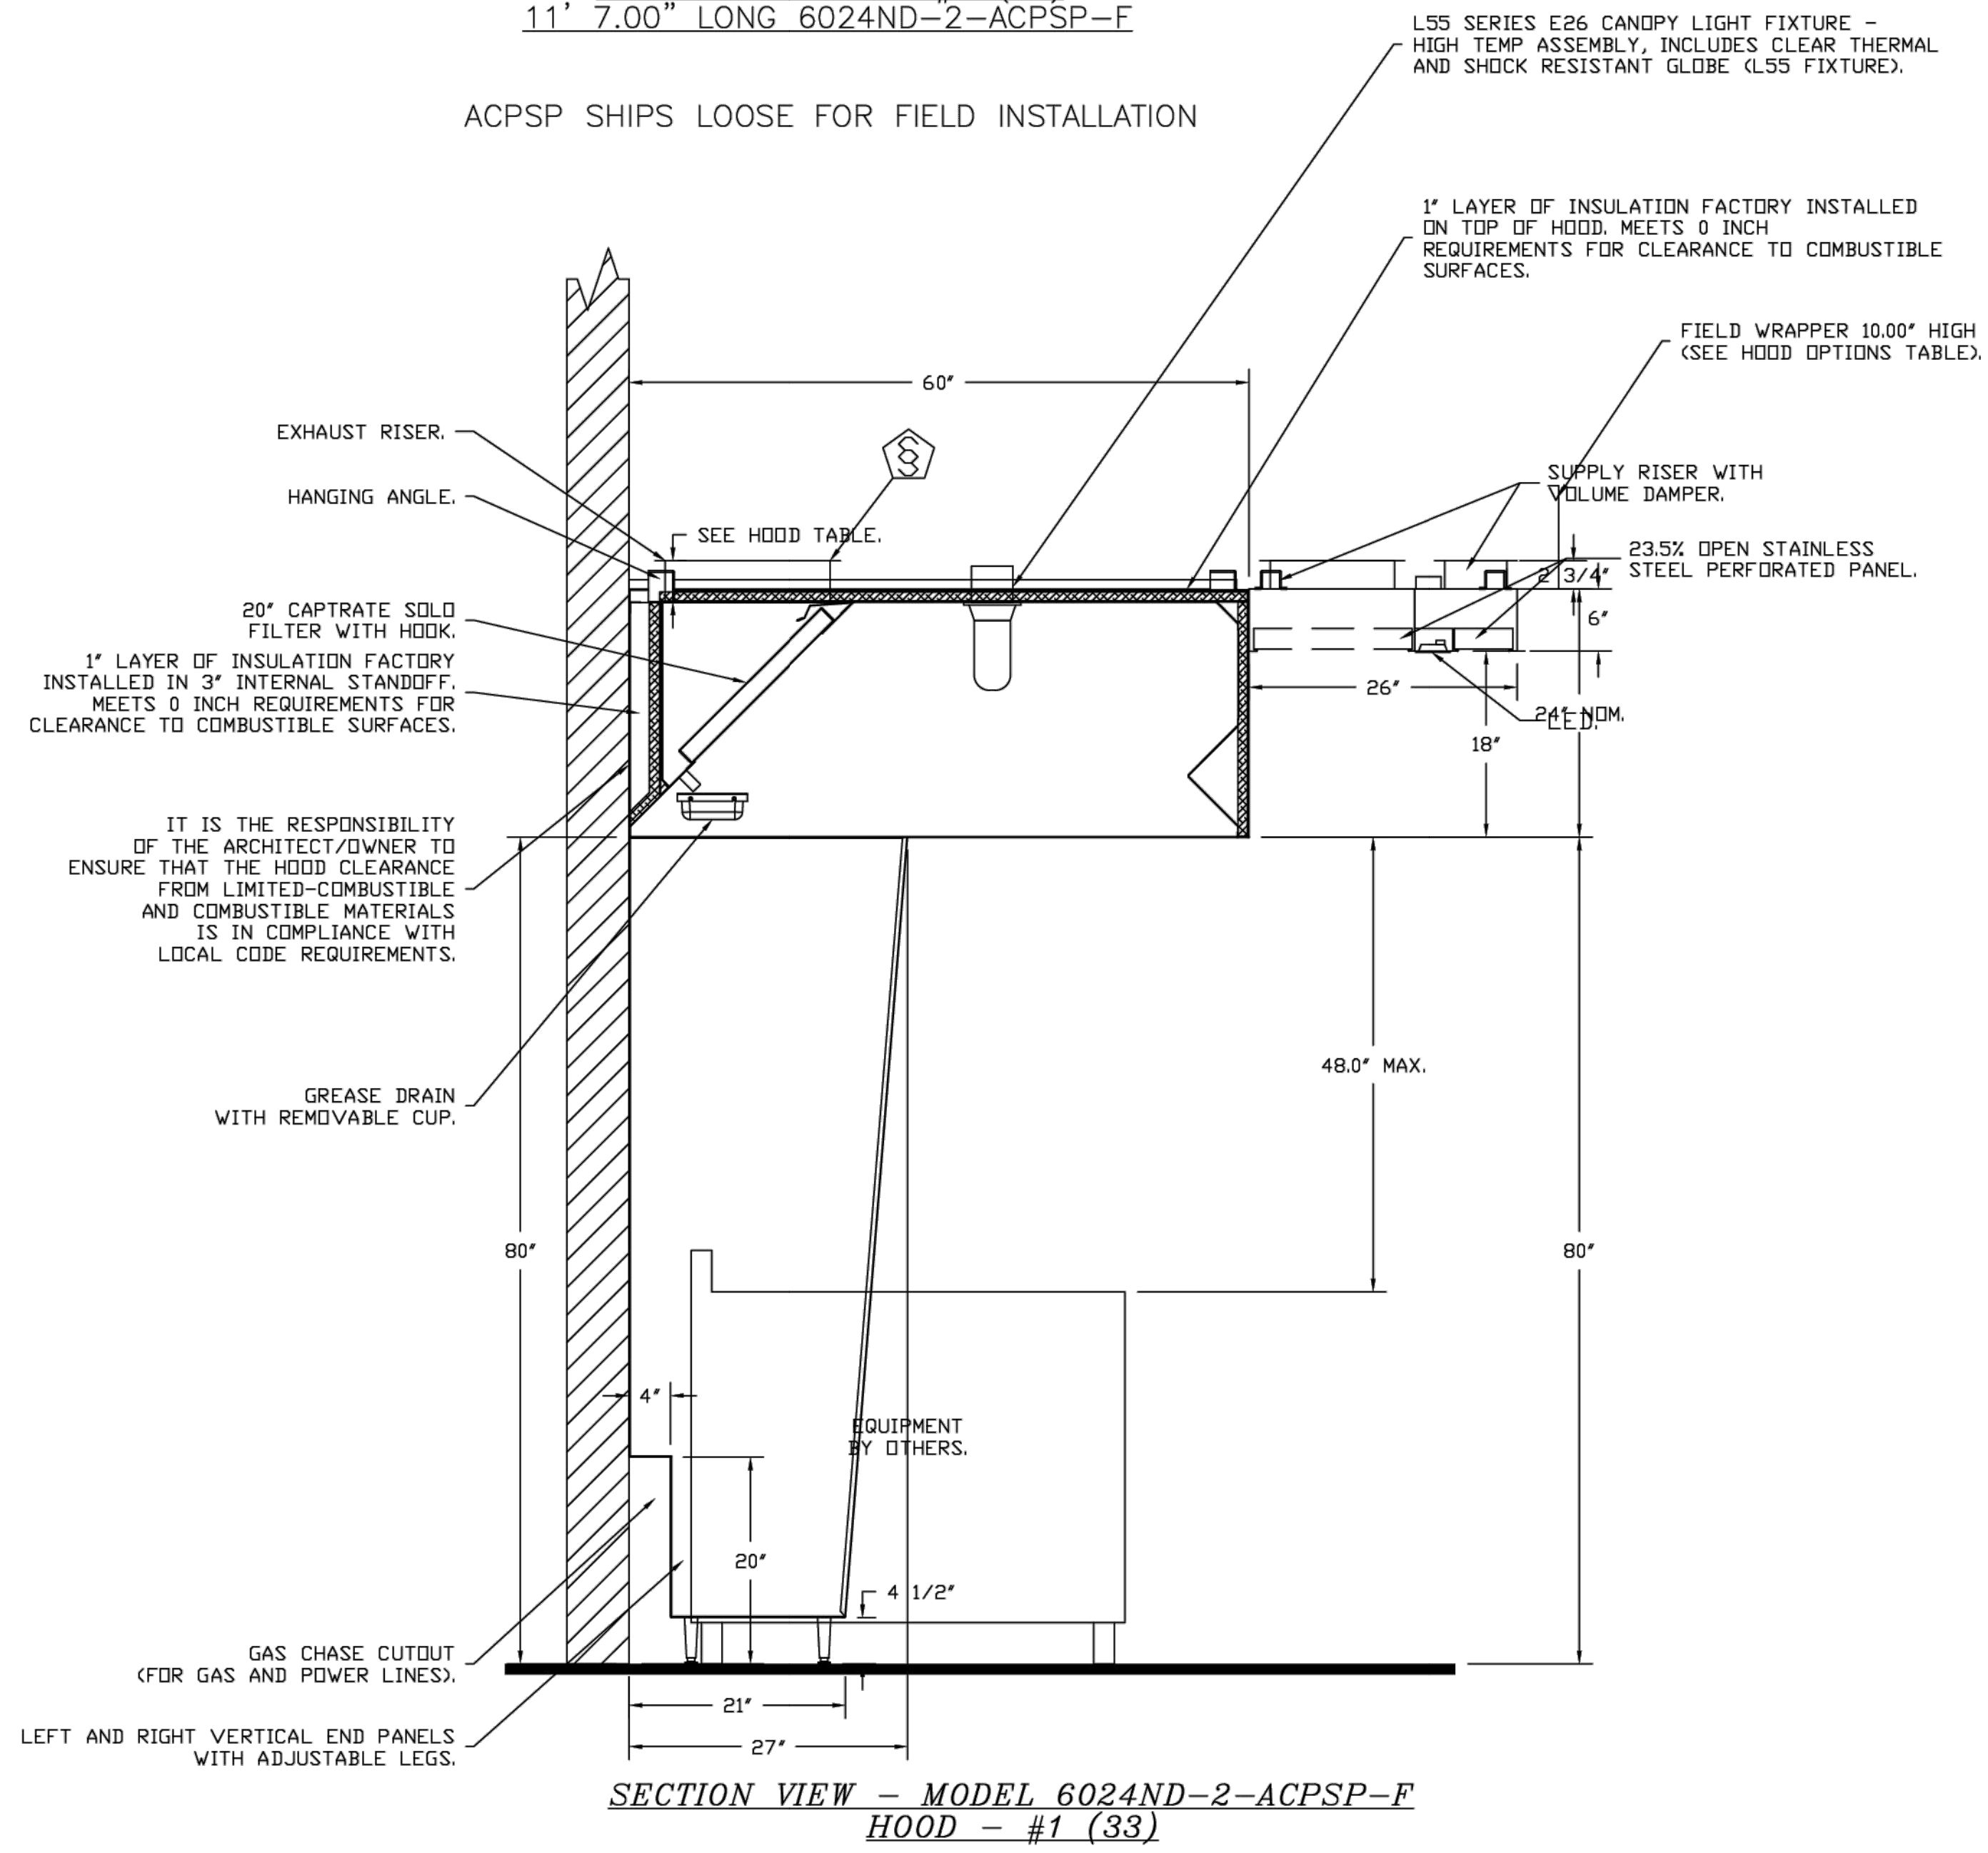 11' 7.00" LONG 6024ND-2-ACPSP-F
ACPSP SHIPS LOOSE FOR FIELD INSTALLATION
L55 SERIES E26 CANOPY LIGHT FIXTURE -
HIGH TEMP ASSEMBLY, INCLUDES CLEAR THERMAL
AND SHOCK RESISTANT GLOBE (L55 FIXTURE).
1" LAYER OF INSULATION FACTORY INSTALLED
ON TOP OF HOOD. MEETS 0 INCH
REQUIREMENTS FOR CLEARANCE TO COMBUSTIBLE
SURFACES.
FIELD WRAPPER 10.00" HIGH
(SEE HOOD OPTIONS TABLE).
60"
EXHAUST RISER.
HANGING ANGLE.
SEE HOOD TABLE.
SUPPLY RISER WITH
VOLUME DAMPER.
23.5% OPEN STAINLESS
STEEL PERFORATED PANEL.
2 3/4"
6"
20" CAPTRATE SOLO
FILTER WITH HOOK.
1" LAYER OF INSULATION FACTORY
INSTALLED IN 3" INTERNAL STANDOFF.
MEETS 0 INCH REQUIREMENTS FOR
CLEARANCE TO COMBUSTIBLE SURFACES.
26"
24" NOM.
LED.
18"
IT IS THE RESPONSIBILITY
OF THE ARCHITECT/OWNER TO
ENSURE THAT THE HOOD CLEARANCE
FROM LIMITED-COMBUSTIBLE
AND COMBUSTIBLE MATERIALS
IS IN COMPLIANCE WITH
LOCAL CODE REQUIREMENTS.
GREASE DRAIN
WITH REMOVABLE CUP.
48.0" MAX.
80"
80"
4"
EQUIPMENT
BY OTHERS.
20"
4 1/2"
GAS CHASE CUTOUT
(FOR GAS AND POWER LINES).
21"
LEFT AND RIGHT VERTICAL END PANELS
WITH ADJUSTABLE LEGS.
27"
SECTION VIEW - MODEL 6024ND-2-ACPSP-F
HOOD - #1 (33)